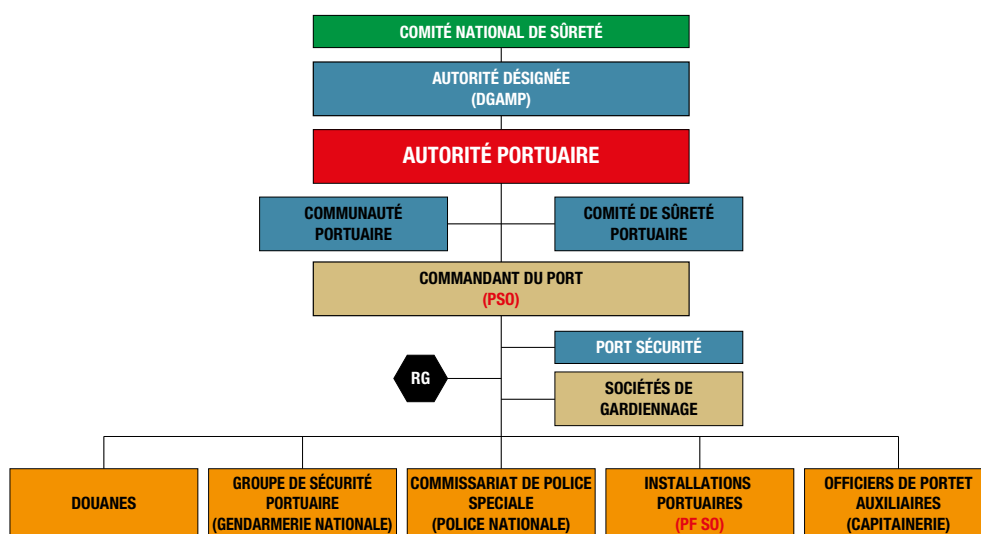 COMITÉ NATIONAL DE SÛRETÉ
AUTORITÉ DÉSIGNÉE
(DGAMP)
AUTORITÉ PORTUAIRE
COMMUNAUTÉ
PORTUAIRE
COMITÉ DE SÛRETÉ
PORTUAIRE
COMMANDANT DU PORT
(PSO)
PORT SÉCURITÉ
RG
SOCIÉTÉS DE
GARDIENNAGE
DOUANES
GROUPE DE SÉCURITÉ
PORTUAIRE
(GENDARMERIE NATIONALE)
COMMISSARIAT DE POLICE
SPECIALE
(POLICE NATIONALE)
INSTALLATIONS
PORTUAIRES
(PF SO)
OFFICIERS DE PORTET
AUXILIAIRES
(CAPITAINERIE)